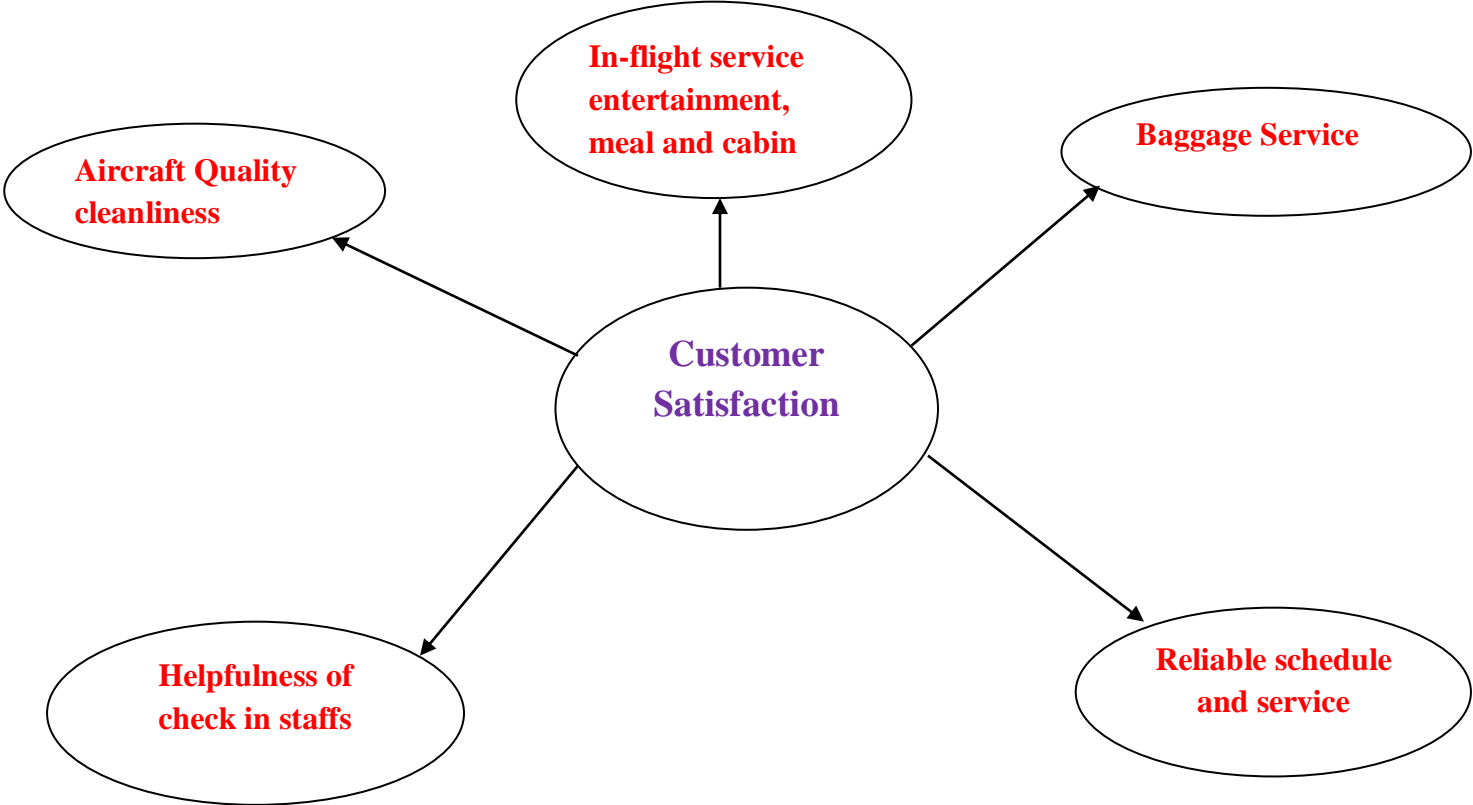 In-flight service
entertainment,
meal and cabin
Baggage Service
Aircraft Quality
cleanliness
Customer
Satisfaction
Helpfulness of
check in staffs
Reliable schedule
and service